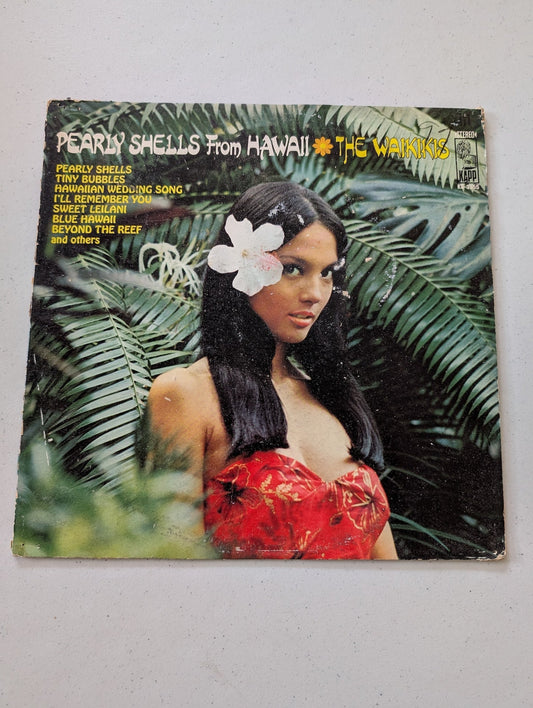 PEARLY SHELLS From HAWAII THE WAIKIKIS
STEREO
KAPP
PEARLY SHELLS
TINY BUBBLES
HAWAIIAN WEDDING SONG
I'LL REMEMBER YOU
SWEET LEILANI
BLUE HAWAII
BEYOND THE REEF
and others